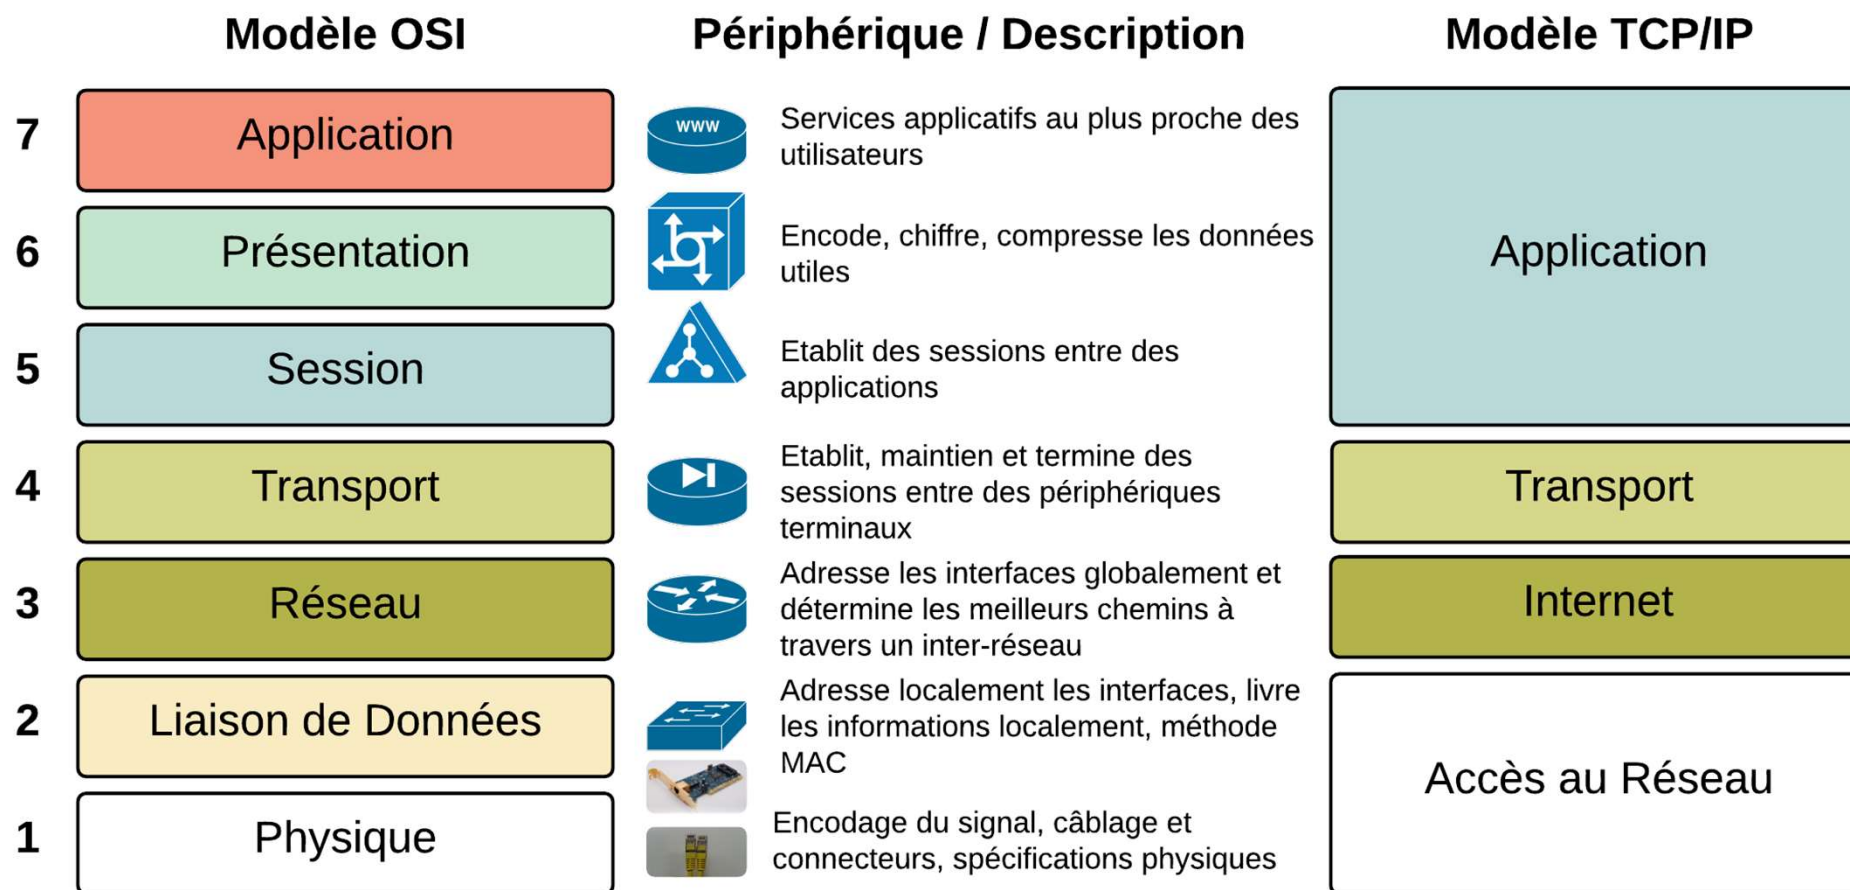 Modèle OSI
Périphérique / Description
Modèle TCP/IP
7
Application
www
Services applicatifs au plus proche des
utilisateurs
Application
6
Présentation
Encode, chiffre, compresse les données
utiles
5
Session
Etablit des sessions entre des
applications
4
Transport
Etablit, maintien et termine des
sessions entre des périphériques
terminaux
Transport
3
Réseau
Adresse les interfaces globalement et
détermine les meilleurs chemins à
travers un inter-réseau
Internet
2
Liaison de Données
Adresse localement les interfaces, livre
les informations localement, méthode
MAC
Accès au Réseau
1
Physique
Encodage du signal, câblage et
connecteurs, spécifications physiques